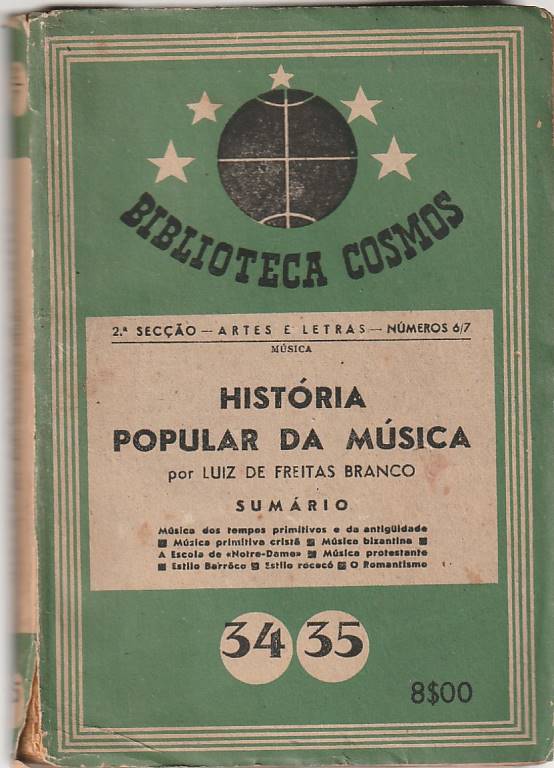 BIBLIOTECA COSMOS
2.ª SECÇÃO — ARTES E LETRAS — NÚMEROS 6/7
MÚSICA
HISTÓRIA
POPULAR DA MÚSICA
por LUIZ DE FREITAS BRANCO
SUMÁRIO
Música dos tempos primitivos e da antigüidade
■ Música primitiva cristã ■ Música bizantina ■
A Escola de «Notre-Dame» ■ Música protestante
■ Estilo Barrôco ■ Estilo rococó ■ O Romantismo
34 35
8$00